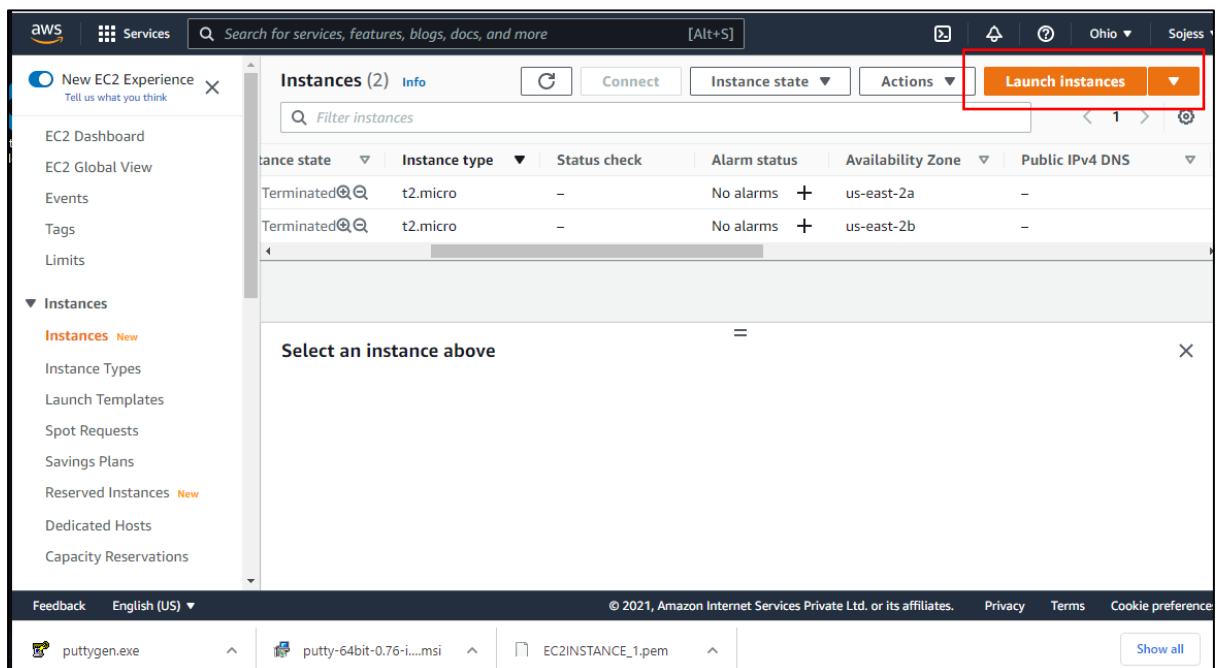 aws Services Search for services, features, blogs, docs, and more [Alt+S] Ohio Sojess
New EC2 Experience
Tell us what you think
EC2 Dashboard
EC2 Global View
Events
Tags
Limits
Instances
Instances New
Instance Types
Launch Templates
Spot Requests
Savings Plans
Reserved Instances New
Dedicated Hosts
Capacity Reservations
Instances (2) Info Connect Instance state Actions Launch instances
Filter instances 1
tance state Instance type Status check Alarm status Availability Zone Public IPv4 DNS
Terminated t2.micro – No alarms + us-east-2a –
Terminated t2.micro – No alarms + us-east-2b –
Select an instance above
Feedback English (US) © 2021, Amazon Internet Services Private Ltd. or its affiliates. Privacy Terms Cookie preference
puttygen.exe putty-64bit-0.76-i....msi EC2INSTANCE_1.pem Show all